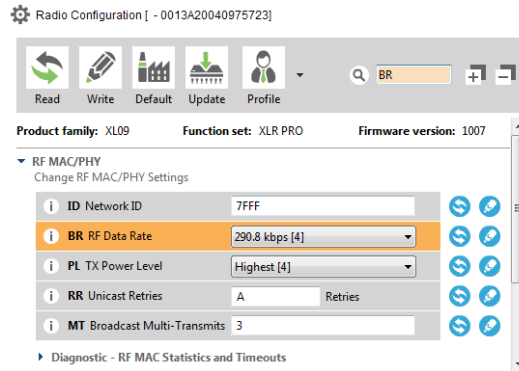 Radio Configuration [ - 0013A20040975723]
BR
Read Write Default Update Profile
Product family: XL09 Function set: XLR PRO Firmware version: 1007
RF MAC/PHY
Change RF MAC/PHY Settings
i ID Network ID 7FFF
i BR RF Data Rate 290.8 kbps [4]
i PL TX Power Level Highest [4]
i RR Unicast Retries A Retries
i MT Broadcast Multi-Transmits 3
Diagnostic - RF MAC Statistics and Timeouts